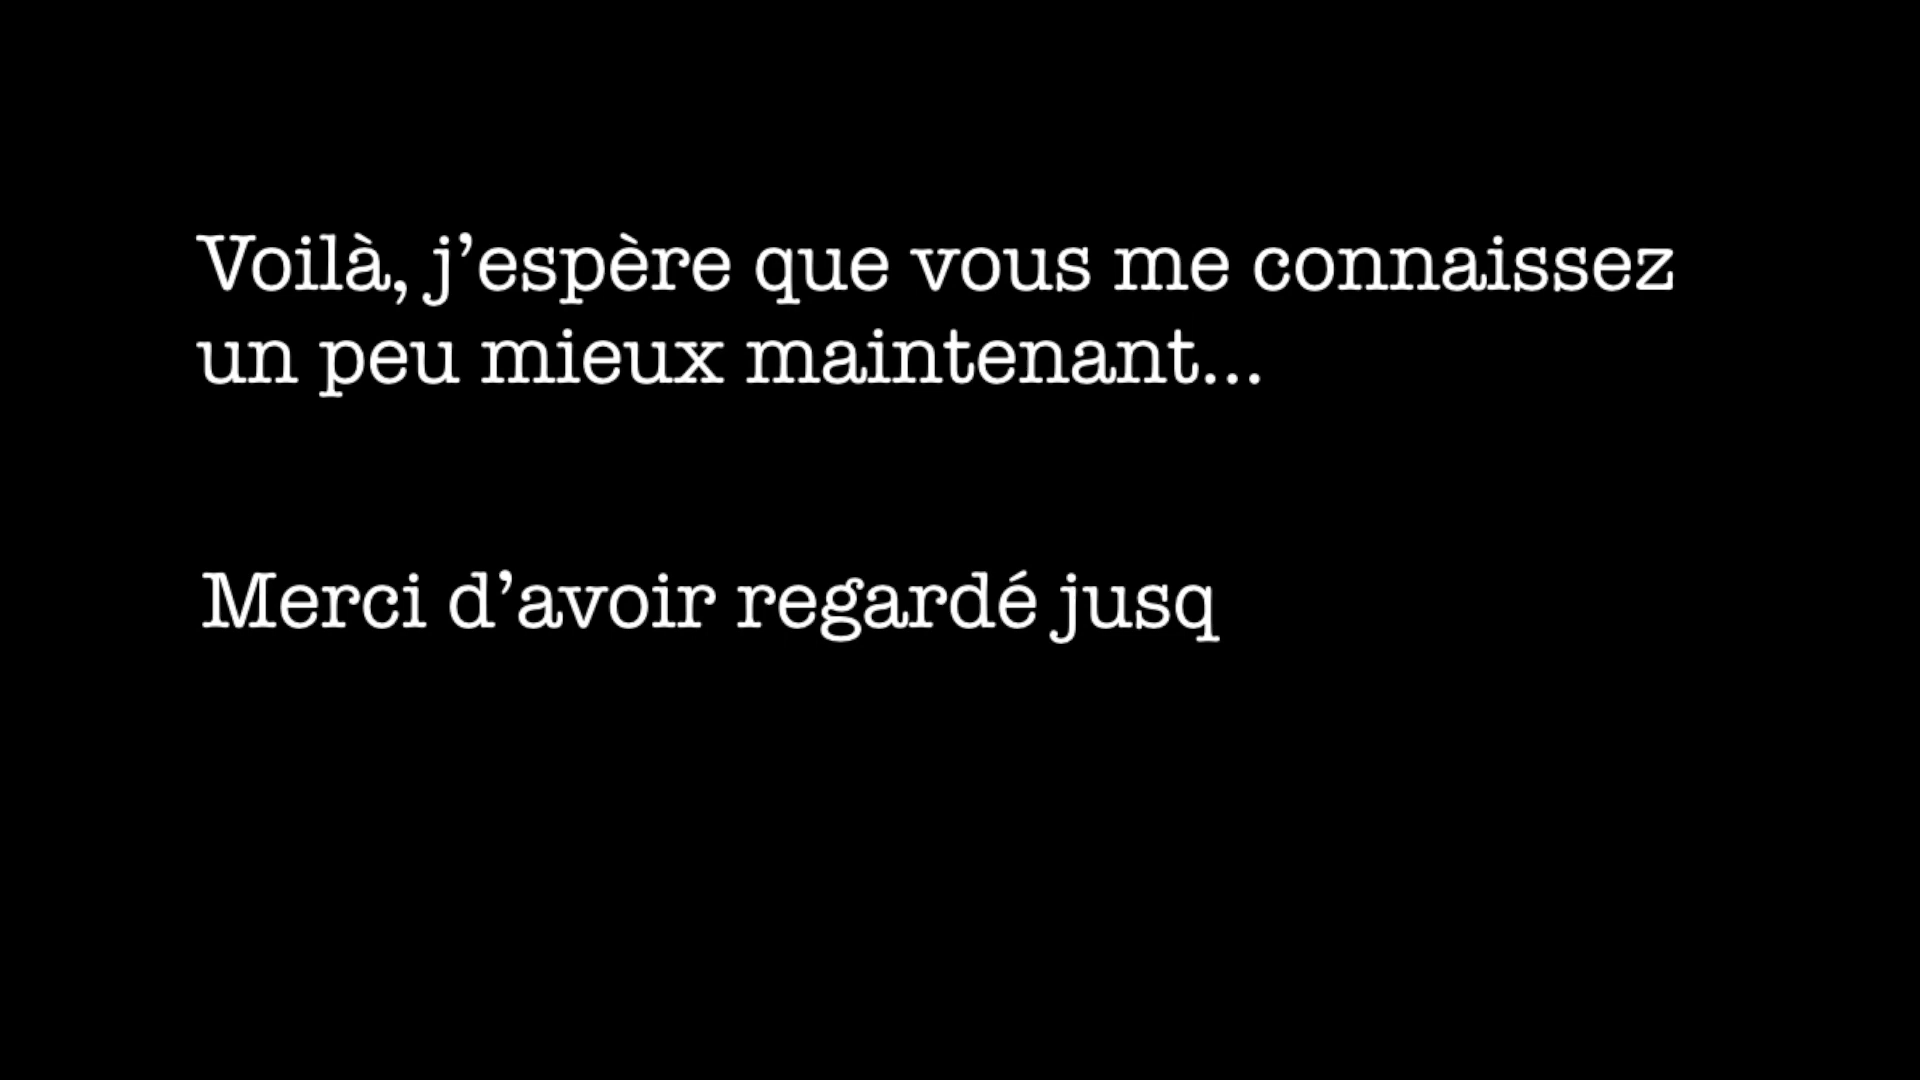 Voilà, j’espère que vous me connaissez
un peu mieux maintenant...
Merci d’avoir regardé jusq